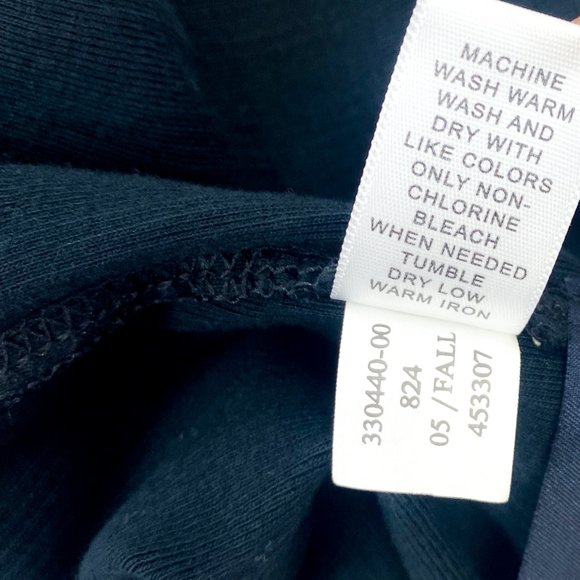 MACHINE
WASH WARM
WASH AND
DRY WITH
LIKE COLORS
ONLY NON-
CHLORINE
BLEACH
WHEN NEEDED
TUMBLE
DRY LOW
WARM IRON
330440-00
824
05 / FALL
453307